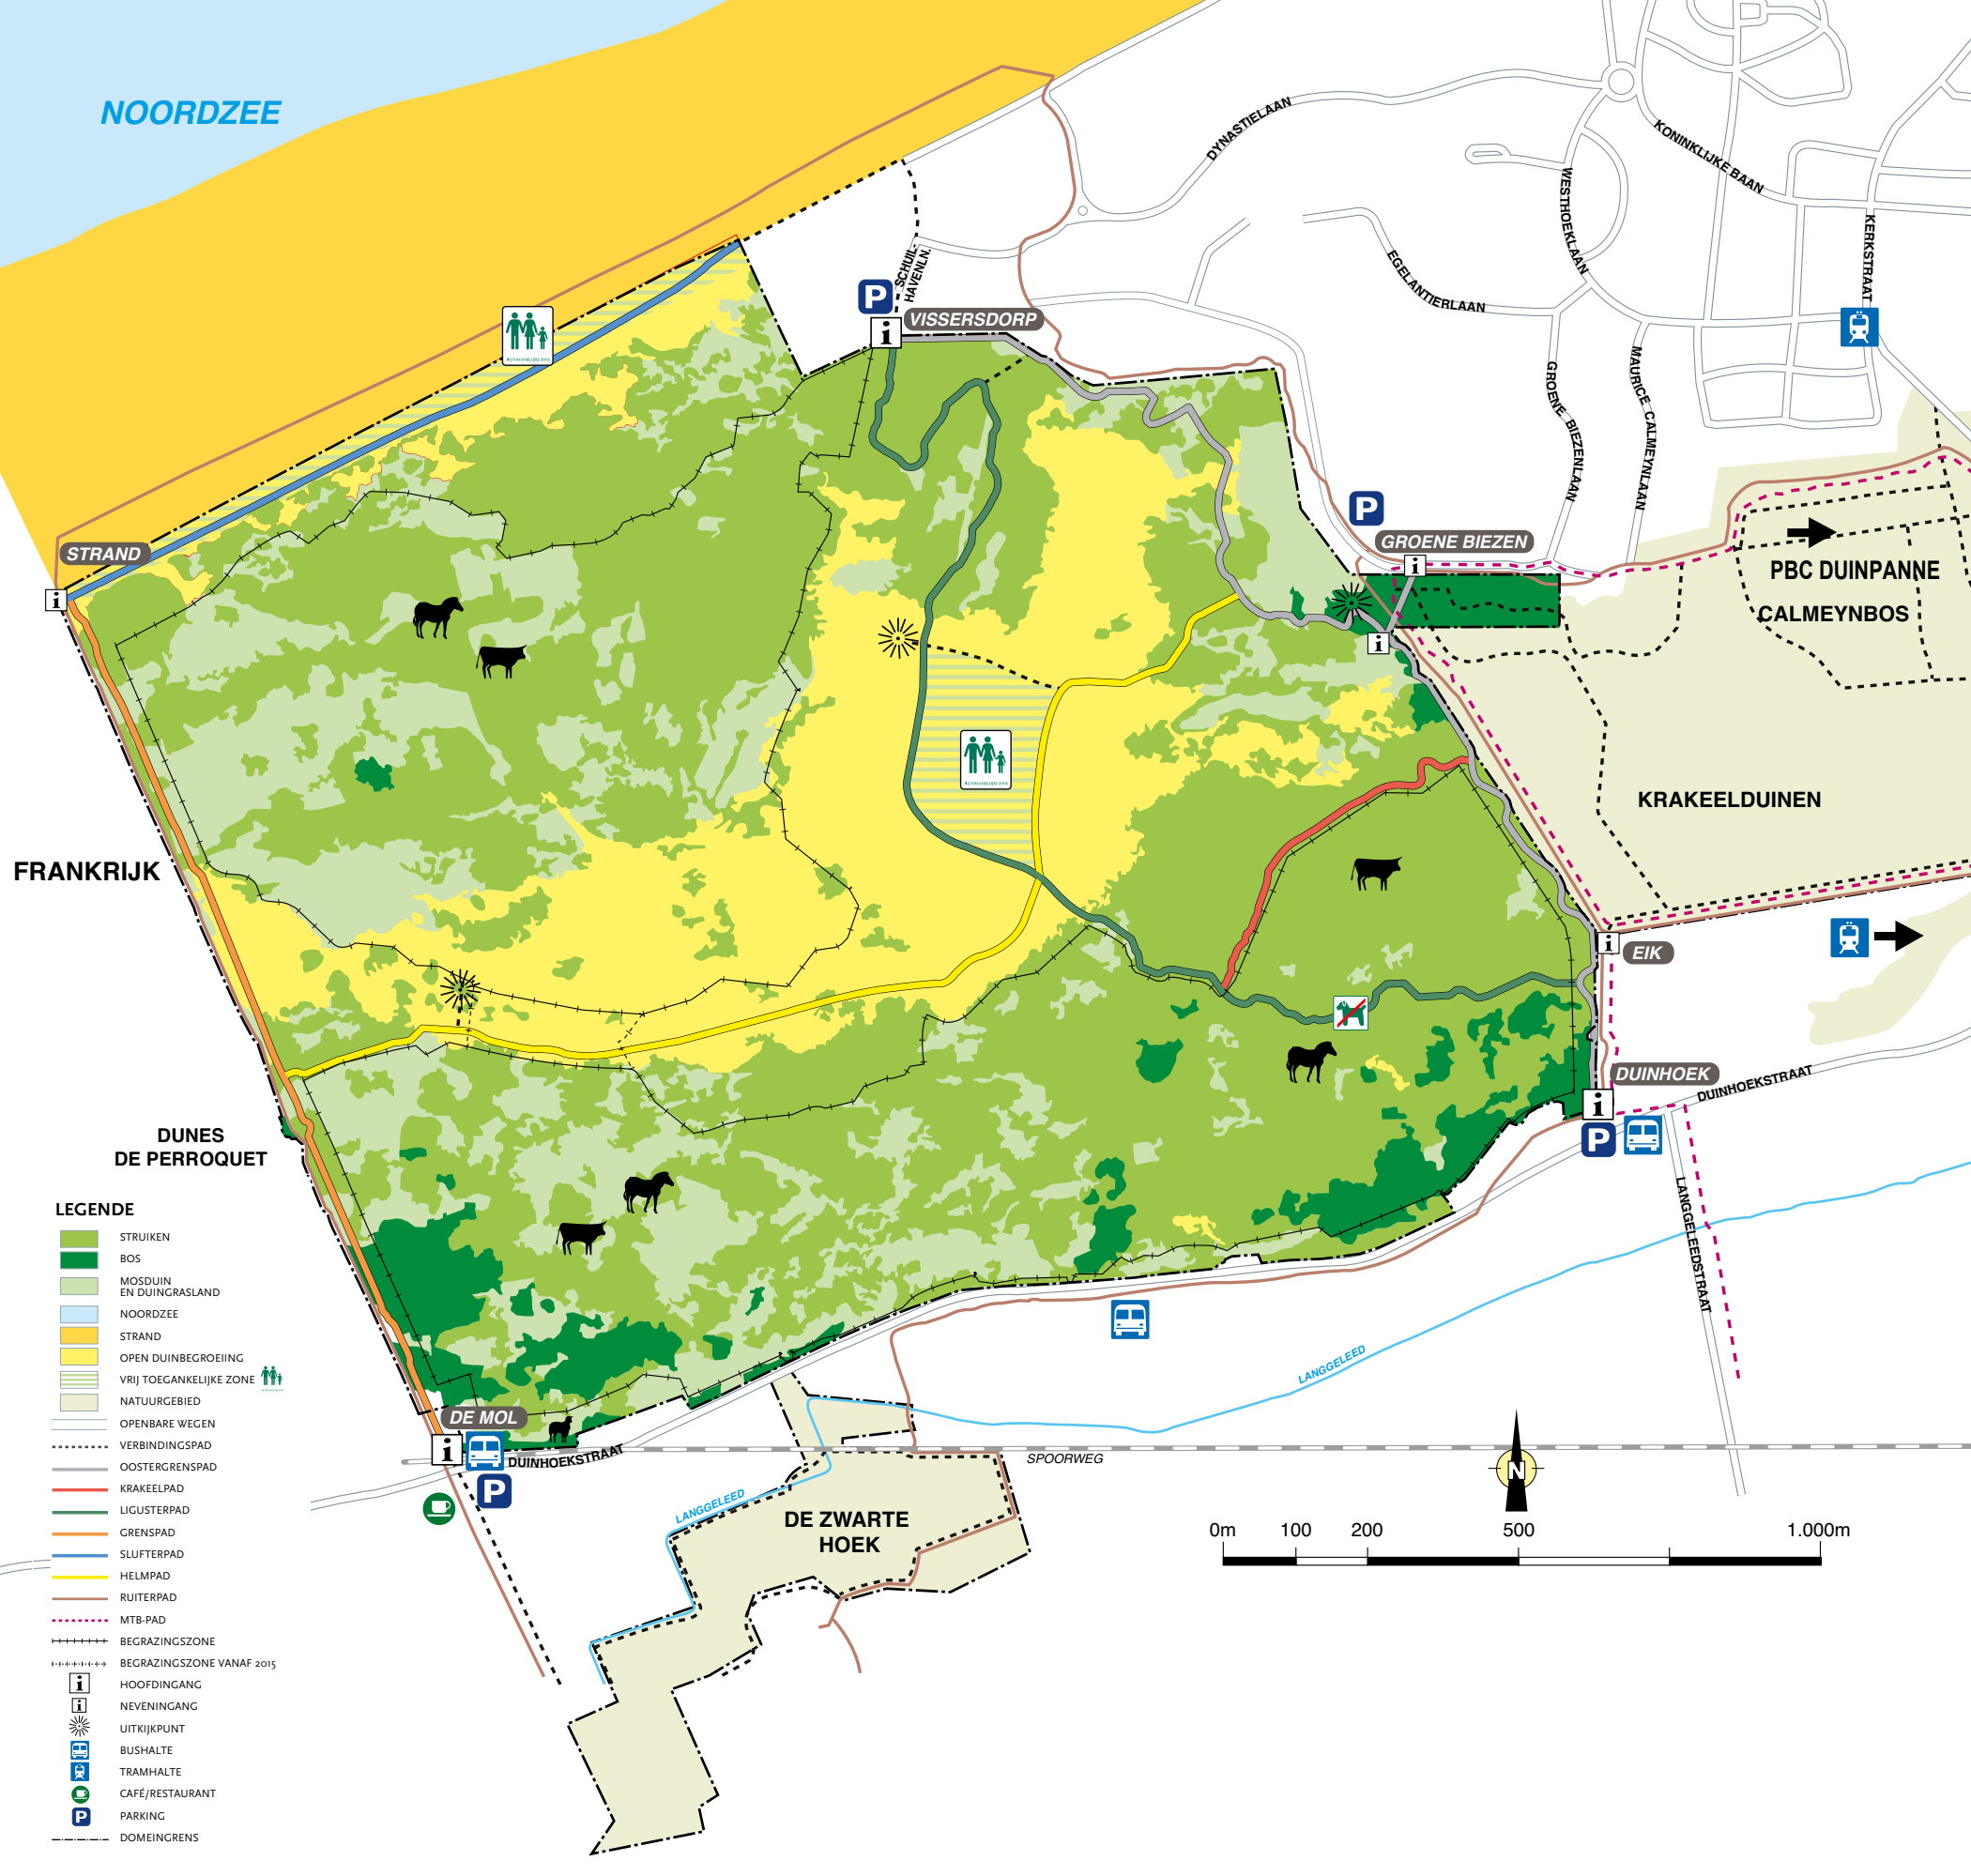 NOORDZEE
DYNASTIELAAN
KONINKLIJKE BAAN
WESTHOEKLAAN
KERKSTRAAT
EGELANTIERLAAN
SCHUIL-
HAVENLN.
P
i
VISSERSDORP
GROENE BIEZENLAAN
MAURICE CALMEYNLAAN
STRAND
i
P
GROENE BIEZEN
i
PBC DUINPANNE
CALMEYNBOS
i
KRAKEELDUINEN
FRANKRIJK
i
EIK
DUINHOEK
DUINHOEKSTRAAT
i
P
DUNES
DE PERROQUET
LANGGELEEDSTRAAT
LANGGELEED
DE MOL
i
DUINHOEKSTRAAT
P
SPOORWEG
LANGGELEED
DE ZWARTE
HOEK
N
0m 100 200 500 1.000m
LEGENDE
STRUIKEN
BOS
MOSDUIN
EN DUINGRASLAND
NOORDZEE
STRAND
OPEN DUINBEGROEIING
VRIJ TOEGANKELIJKE ZONE
NATUURGEBIED
OPENBARE WEGEN
VERBINDINGSPAD
OOSTERGRENSPAD
KRAKEELPAD
LIGUSTERPAD
GRENSPAD
SLUFTERPAD
HELMPAD
RUITERPAD
MTB-PAD
BEGRAZINGSZONE
BEGRAZINGSZONE VANAF 2015
i HOOFDINGANG
i NEVENINGANG
UITKIJKPUNT
BUSHALTE
TRAMHALTE
CAFÉ/RESTAURANT
P PARKING
DOMEINGRENS